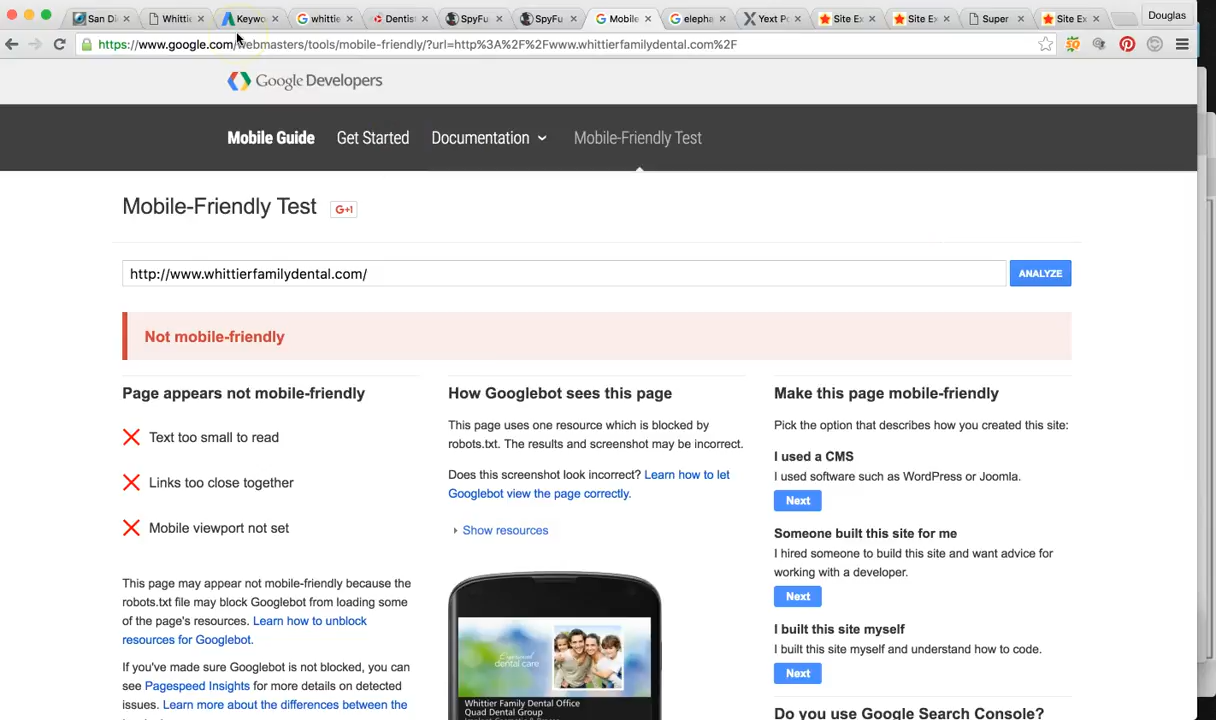 San Di
Whittie
Keywo
whittie
Dentist
SpyFu
SpyFu
Mobile
elepha
Yext Po
Site Ex
Site Ex
Super
Site Ex
Douglas
https://www.google.com/webmasters/tools/mobile-friendly/?url=http%3A%2F%2Fwww.whittierfamilydental.com%2F
Google Developers
Mobile Guide Get Started Documentation Mobile-Friendly Test
Mobile-Friendly Test G+1
http://www.whittierfamilydental.com/ ANALYZE
Not mobile-friendly
Page appears not mobile-friendly
Text too small to read
Links too close together
Mobile viewport not set
This page may appear not mobile-friendly because the
robots.txt file may block Googlebot from loading some
of the page's resources. Learn how to unblock
resources for Googlebot.
If you've made sure Googlebot is not blocked, you can
see Pagespeed Insights for more details on detected
issues. Learn more about the differences between the
How Googlebot sees this page
This page uses one resource which is blocked by
robots.txt. The results and screenshot may be incorrect.
Does this screenshot look incorrect? Learn how to let
Googlebot view the page correctly.
Show resources
dental care
Whittier Family Dental Office
Quad Dental Group
Make this page mobile-friendly
Pick the option that describes how you created this site:
I used a CMS
I used software such as WordPress or Joomla.
Next
Someone built this site for me
I hired someone to build this site and want advice for
working with a developer.
Next
I built this site myself
I built this site myself and understand how to code.
Next
Do you use Google Search Console?